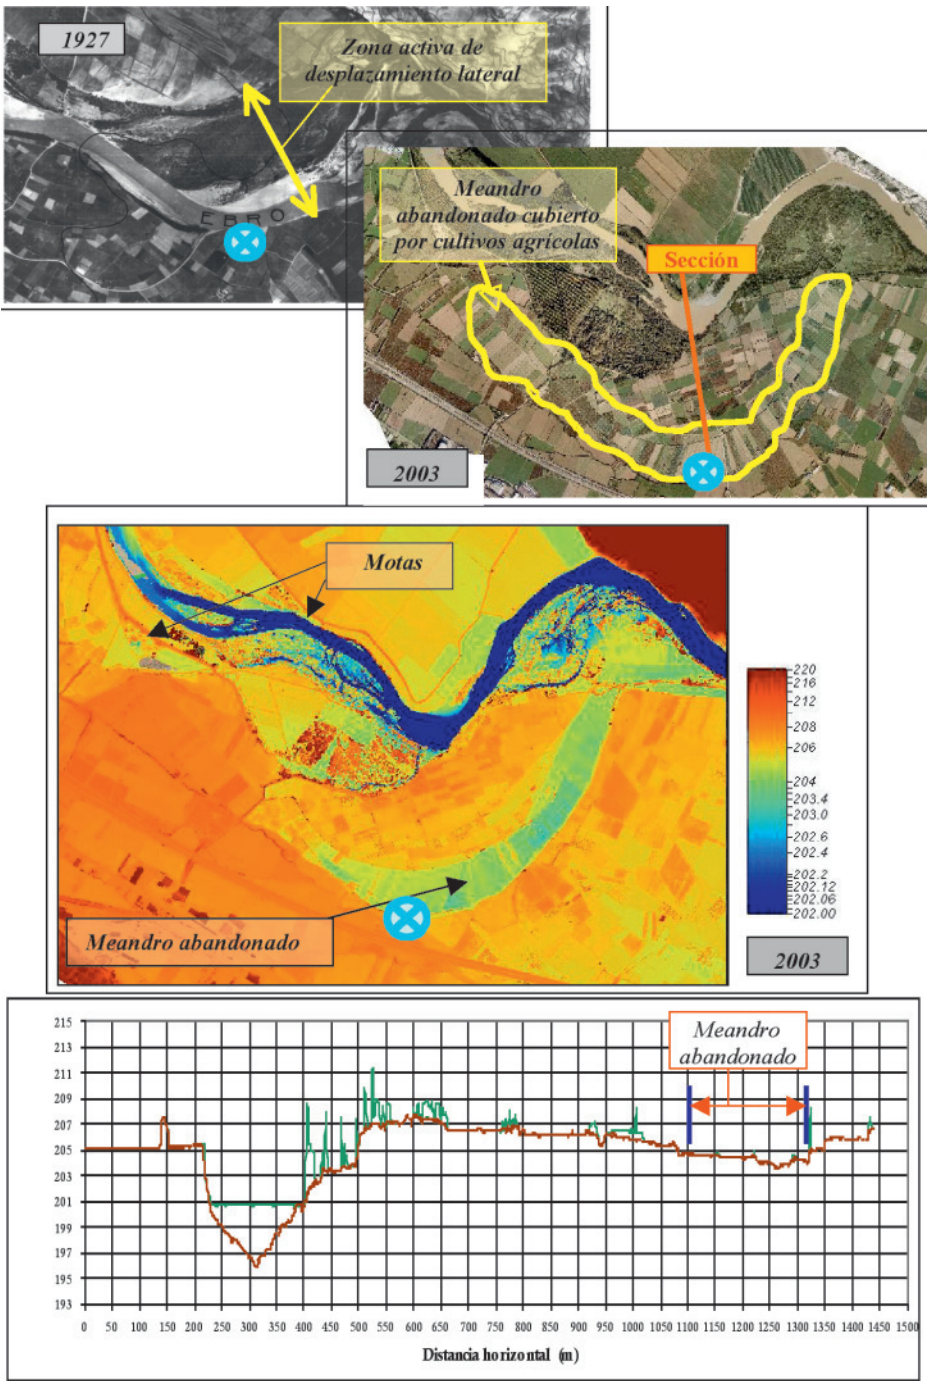 1927
Zona activa de
desplazamiento lateral
EBRO
Meandro
abandonado cubierto
por cultivos agrícolas
Sección
2003
Motas
Meandro abandonado
220
216
212
208
206
204
203.4
203.0
202.6
202.4
202.2
202.12
202.06
202.00
2003
215
213
211
209
207
205
203
201
199
197
195
193
Meandro
abandonado
0 50 100 150 200 250 300 350 400 450 500 550 600 650 700 750 800 850 900 950 1000 1050 1100 1150 1200 1250 1300 1350 1400 1450 1500
Distancia horizontal (m)